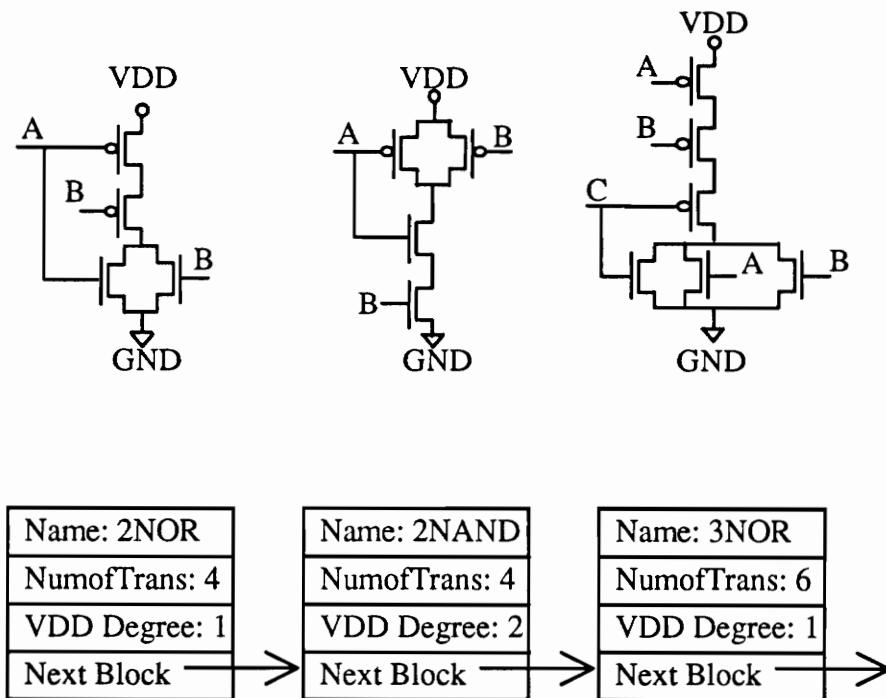 VDD
A
B
B
GND
VDD
A
B
B
GND
VDD
A
B
C
A
B
GND
Name: 2NOR
NumofTrans: 4
VDD Degree: 1
Next Block
Name: 2NAND
NumofTrans: 4
VDD Degree: 2
Next Block
Name: 3NOR
NumofTrans: 6
VDD Degree: 1
Next Block